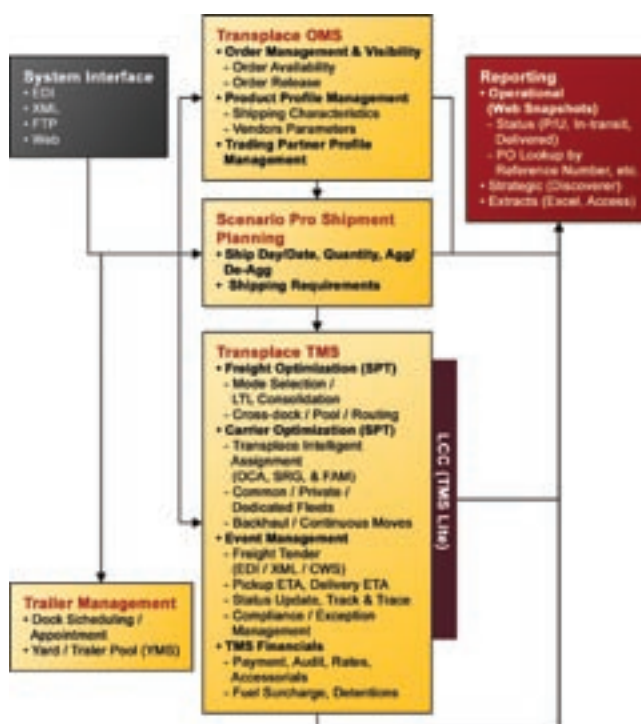 Transplace OMS
• Order Management & Visibility
- Order Availability
- Order Release
• Product Profile Management
- Shipping Characteristics
- Vendors Parameters
• Trading Partner Profile
Management
System Interface
• EDI
• XML
• FTP
• Web
Reporting
• Operational
(Web Snapshots)
- Status (P/U, In-transit,
Delivered)
- PO Lookup by
Reference Number, etc.
• Strategic (Discoverer)
• Extracts (Excel, Access)
Scenario Pro Shipment
Planning
• Ship Day/Date, Quantity, Agg/
De-Agg
• Shipping Requirements
Transplace TMS
• Freight Optimization (SPT)
- Mode Selection /
LTL Consolidation
- Cross-dock / Pool / Routing
• Carrier Optimization (SPT)
- Transplace Intelligent
Assignment
(OCA, SRG, & FAM)
- Common / Private /
Dedicated Fleets
- Backhaul / Continuous Moves
• Event Management
- Freight Tender
(EDI / XML / CWS)
- Pickup ETA, Delivery ETA
- Status Update, Track & Trace
- Compliance / Exception
Management
• TMS Financials
- Payment, Audit, Rates,
Accessorials
- Fuel Surcharge, Detentions
LCC (TMS Lite)
Trailer Management
• Dock Scheduling /
Appointment
• Yard / Trailer Pool (YMS)